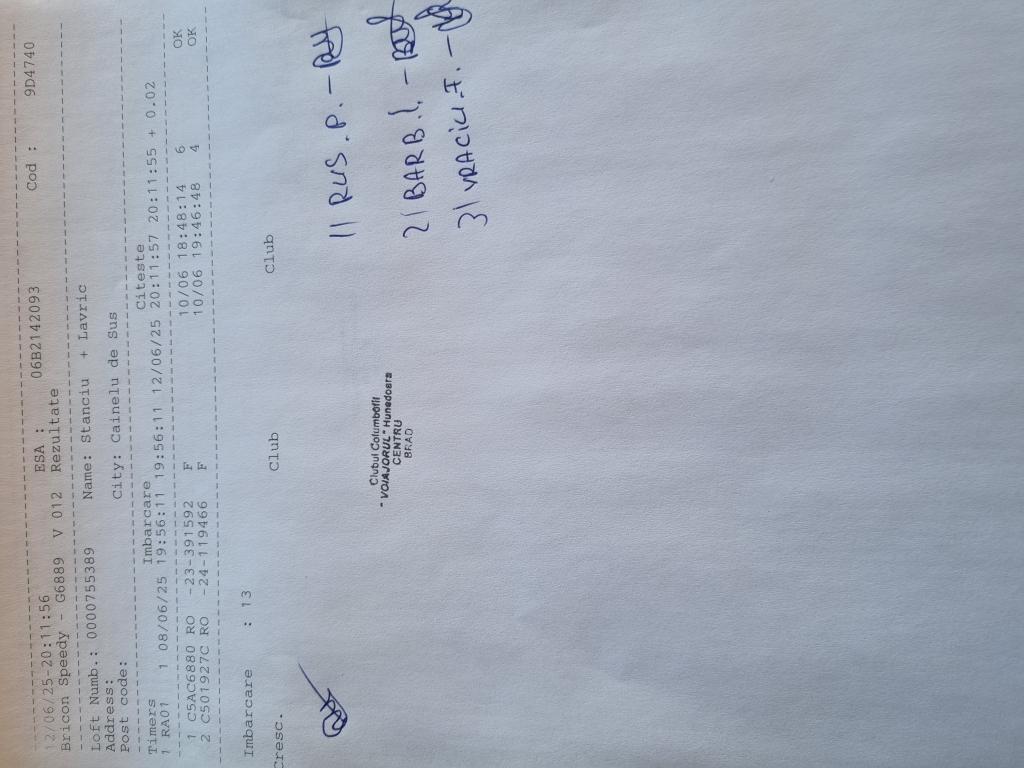 12/06/25-20:11:56 ESA : 06B2142093 Cod : 9D4740
Bricon Speedy - G6889 V 012 Rezultate
Loft Numb.: 0000755389 Name: Stanciu + Lavric
Address:
Post code: City: Cainelu de Sus
Timers Imbarcare Citeste
1 RA01 1 08/06/25 19:56:11 19:56:11 12/06/25 20:11:57 20:11:55 + 0.02
1 C5AC6880 RO -23-391592 F 10/06 18:48:14 6 OK
2 C501927C RO -24-119466 F 10/06 19:46:48 4 OK
Imbarcare : 13
Cresc. Club Club
1) RUS.P. -
2) BARB.I. -
3) VRACIU.I. -
Clubul Columbofil
"VOIAJORUL" Hunedoara
CENTRU
BRAD